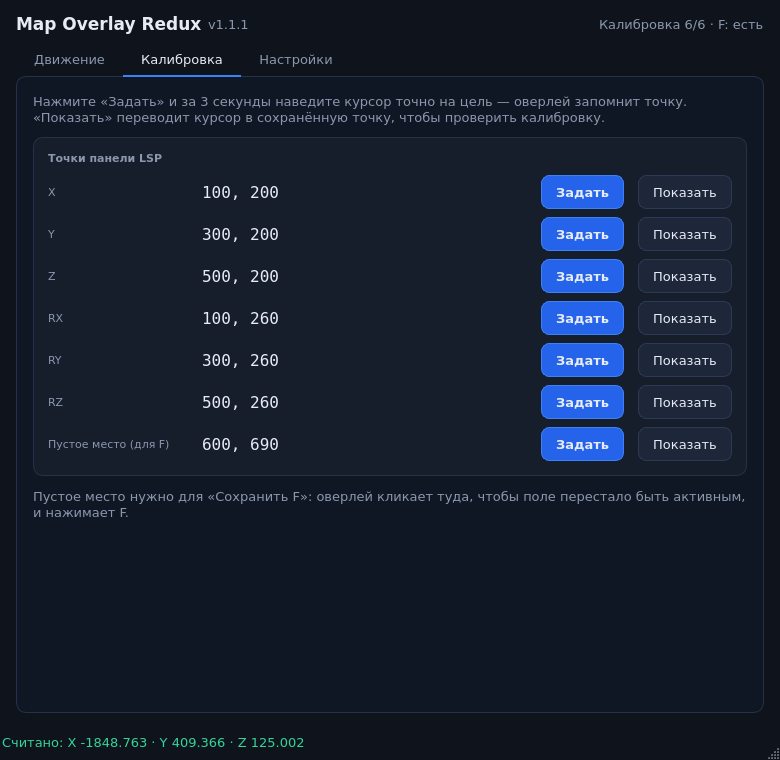 Map Overlay Redux v1.1.1 Калибровка 6/6 · F: есть
Движение Калибровка Настройки
Нажмите «Задать» и за 3 секунды наведите курсор точно на цель — оверлей запомнит точку.
«Показать» переводит курсор в сохранённую точку, чтобы проверить калибровку.
Точки панели LSP
X 100, 200 Задать Показать
Y 300, 200 Задать Показать
Z 500, 200 Задать Показать
RX 100, 260 Задать Показать
RY 300, 260 Задать Показать
RZ 500, 260 Задать Показать
Пустое место (для F) 600, 690 Задать Показать
Пустое место нужно для «Сохранить F»: оверлей кликает туда, чтобы поле перестало быть активным,
и нажимает F.
Считано: X -1848.763 · Y 409.366 · Z 125.002